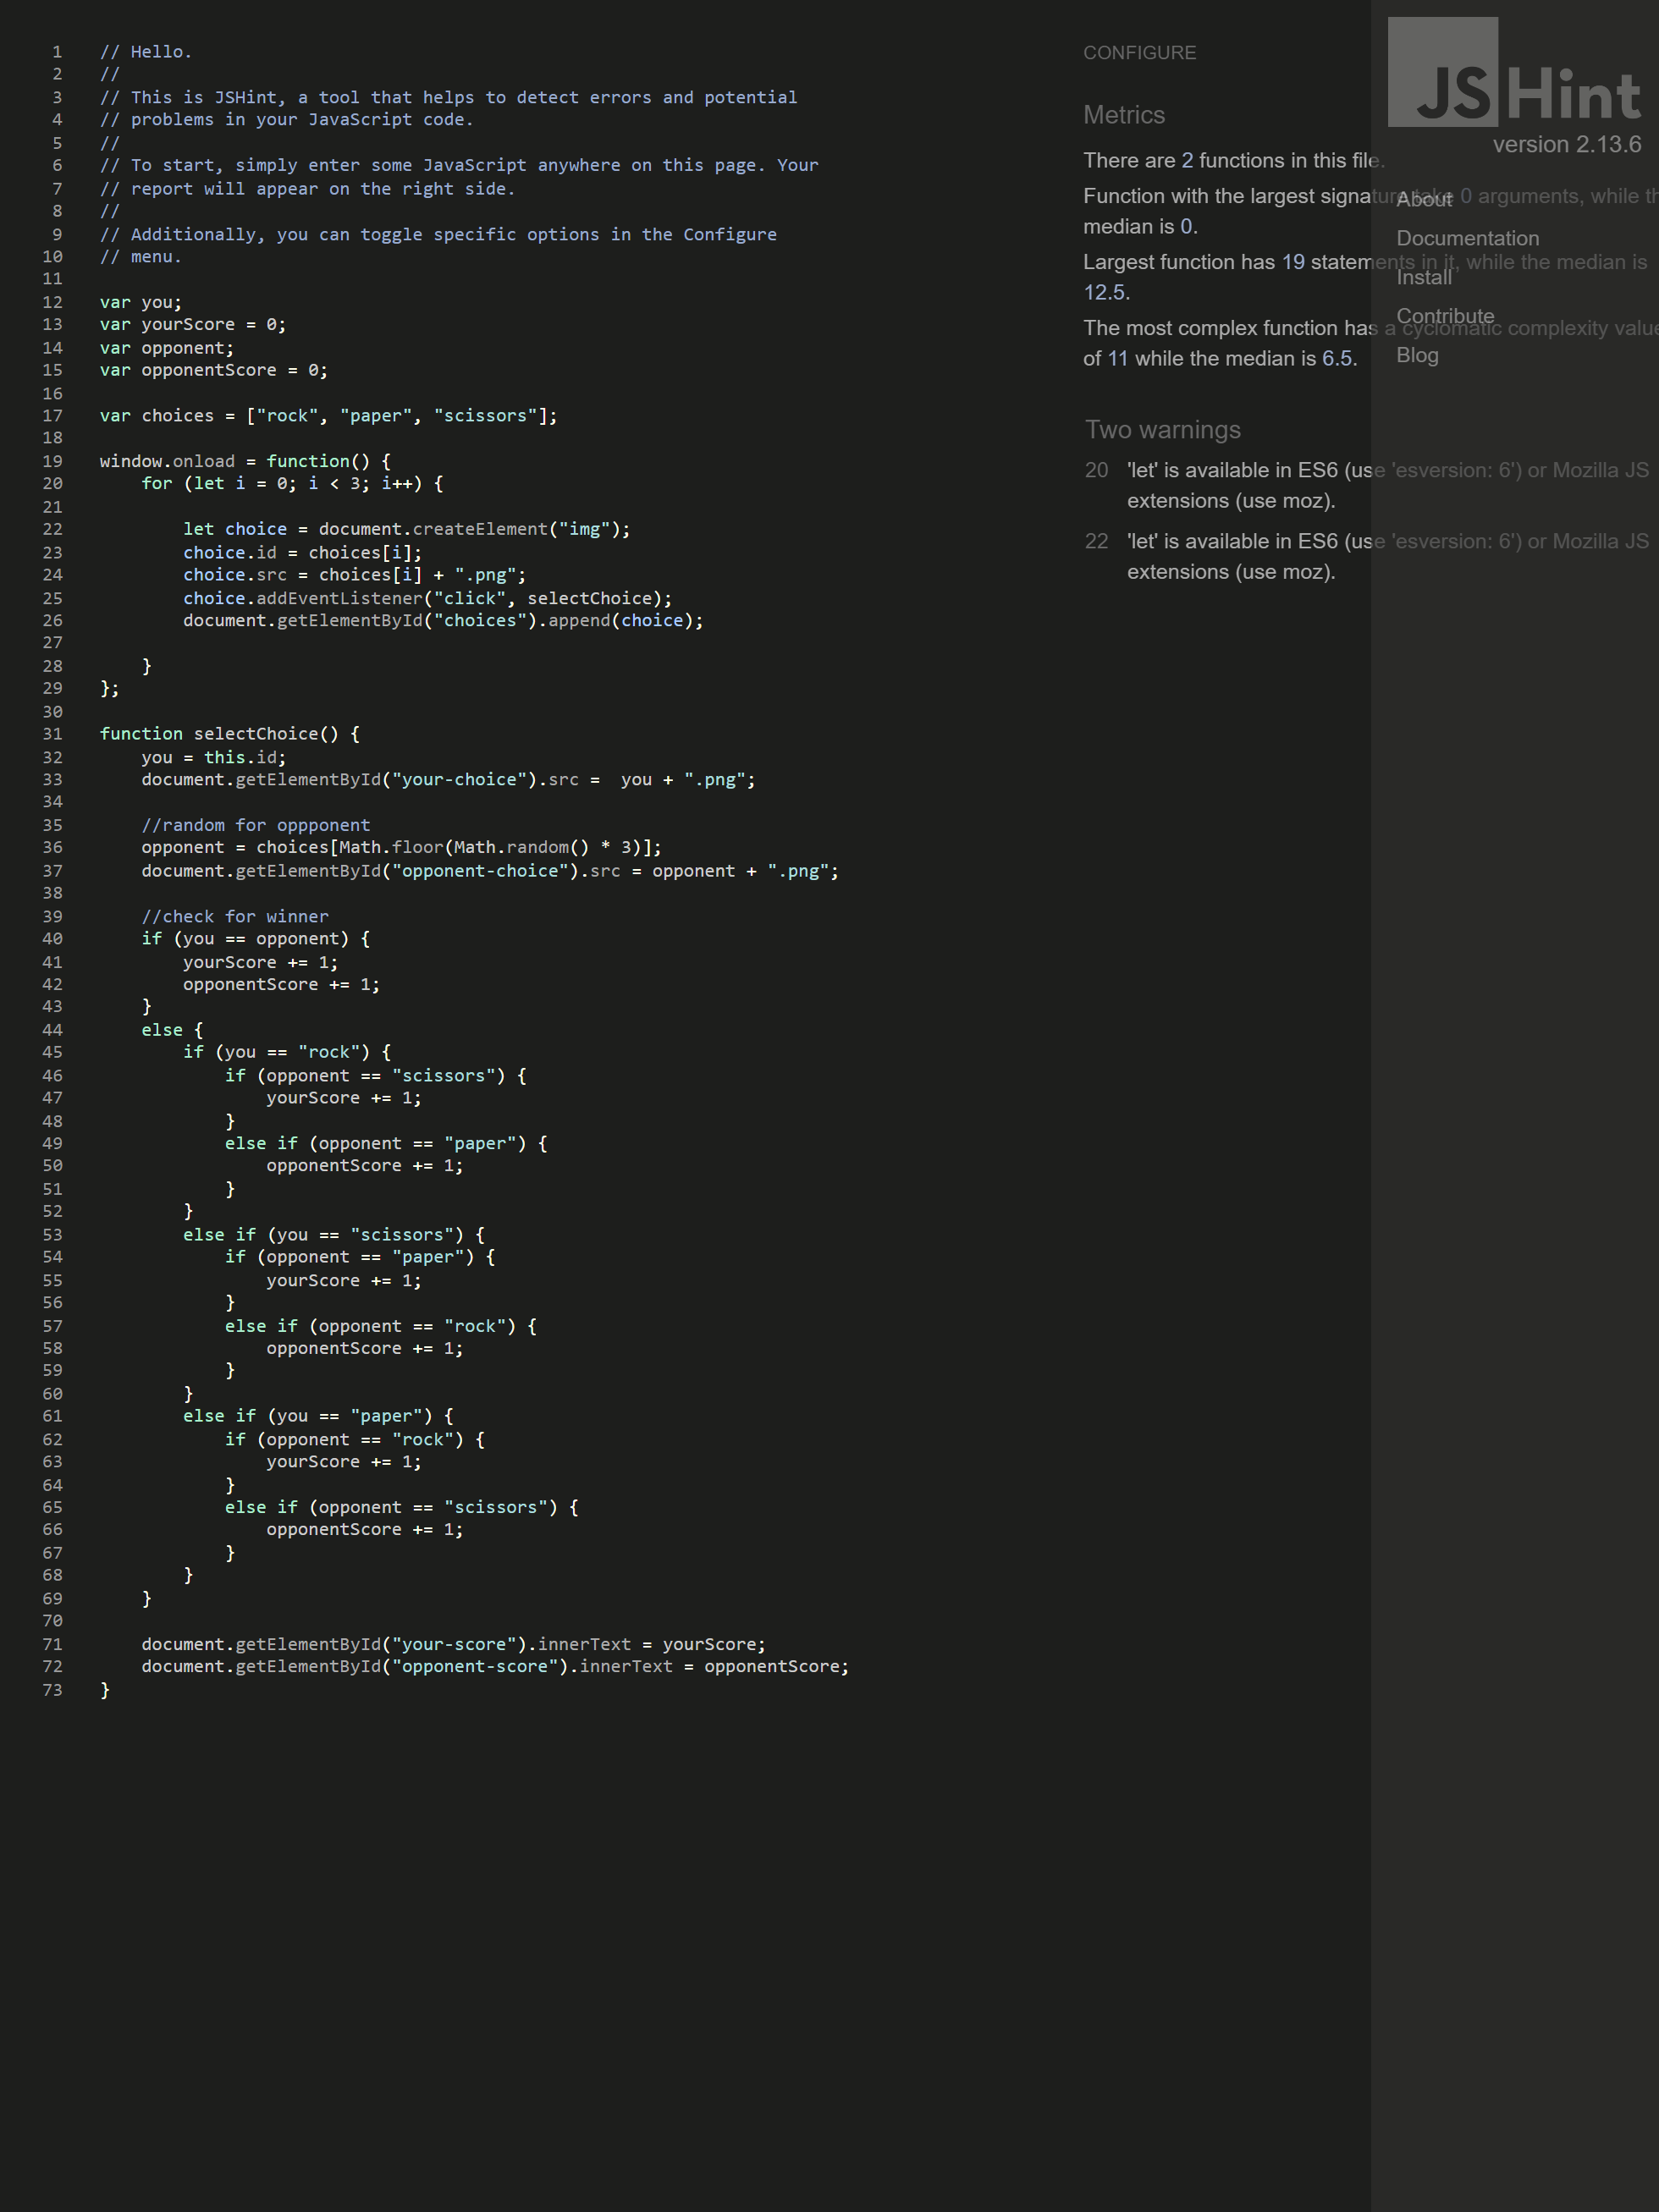 1 // Hello.
2 //
3 // This is JSHint, a tool that helps to detect errors and potential
4 // problems in your JavaScript code.
5 //
6 // To start, simply enter some JavaScript anywhere on this page. Your
7 // report will appear on the right side.
8 //
9 // Additionally, you can toggle specific options in the Configure
10 // menu.
11
12 var you;
13 var yourScore = 0;
14 var opponent;
15 var opponentScore = 0;
16
17 var choices = ["rock", "paper", "scissors"];
18
19 window.onload = function() {
20     for (let i = 0; i < 3; i++) {
21
22         let choice = document.createElement("img");
23         choice.id = choices[i];
24         choice.src = choices[i] + ".png";
25         choice.addEventListener("click", selectChoice);
26         document.getElementById("choices").append(choice);
27
28     }
29 };
30
31 function selectChoice() {
32     you = this.id;
33     document.getElementById("your-choice").src =  you + ".png";
34
35     //random for oppponent
36     opponent = choices[Math.floor(Math.random() * 3)];
37     document.getElementById("opponent-choice").src = opponent + ".png";
38
39     //check for winner
40     if (you == opponent) {
41         yourScore += 1;
42         opponentScore += 1;
43     }
44     else {
45         if (you == "rock") {
46             if (opponent == "scissors") {
47                 yourScore += 1;
48             }
49             else if (opponent == "paper") {
50                 opponentScore += 1;
51             }
52         }
53         else if (you == "scissors") {
54             if (opponent == "paper") {
55                 yourScore += 1;
56             }
57             else if (opponent == "rock") {
58                 opponentScore += 1;
59             }
60         }
61         else if (you == "paper") {
62             if (opponent == "rock") {
63                 yourScore += 1;
64             }
65             else if (opponent == "scissors") {
66                 opponentScore += 1;
67             }
68         }
69     }
70
71     document.getElementById("your-score").innerText = yourScore;
72     document.getElementById("opponent-score").innerText = opponentScore;
73 }
CONFIGURE
Metrics
There are 2 functions in this file.
Function with the largest signature take 0 arguments, while
median is 0.
Largest function has 19 statements in it, while the median is
12.5.
The most complex function has a cyclomatic complexity value
of 11 while the median is 6.5.
Two warnings
20 'let' is available in ES6 (use 'esversion: 6') or Mozilla JS
extensions (use moz).
22 'let' is available in ES6 (use 'esversion: 6') or Mozilla JS
extensions (use moz).
JSHint
version 2.13.6
About
Documentation
Install
Contribute
Blog